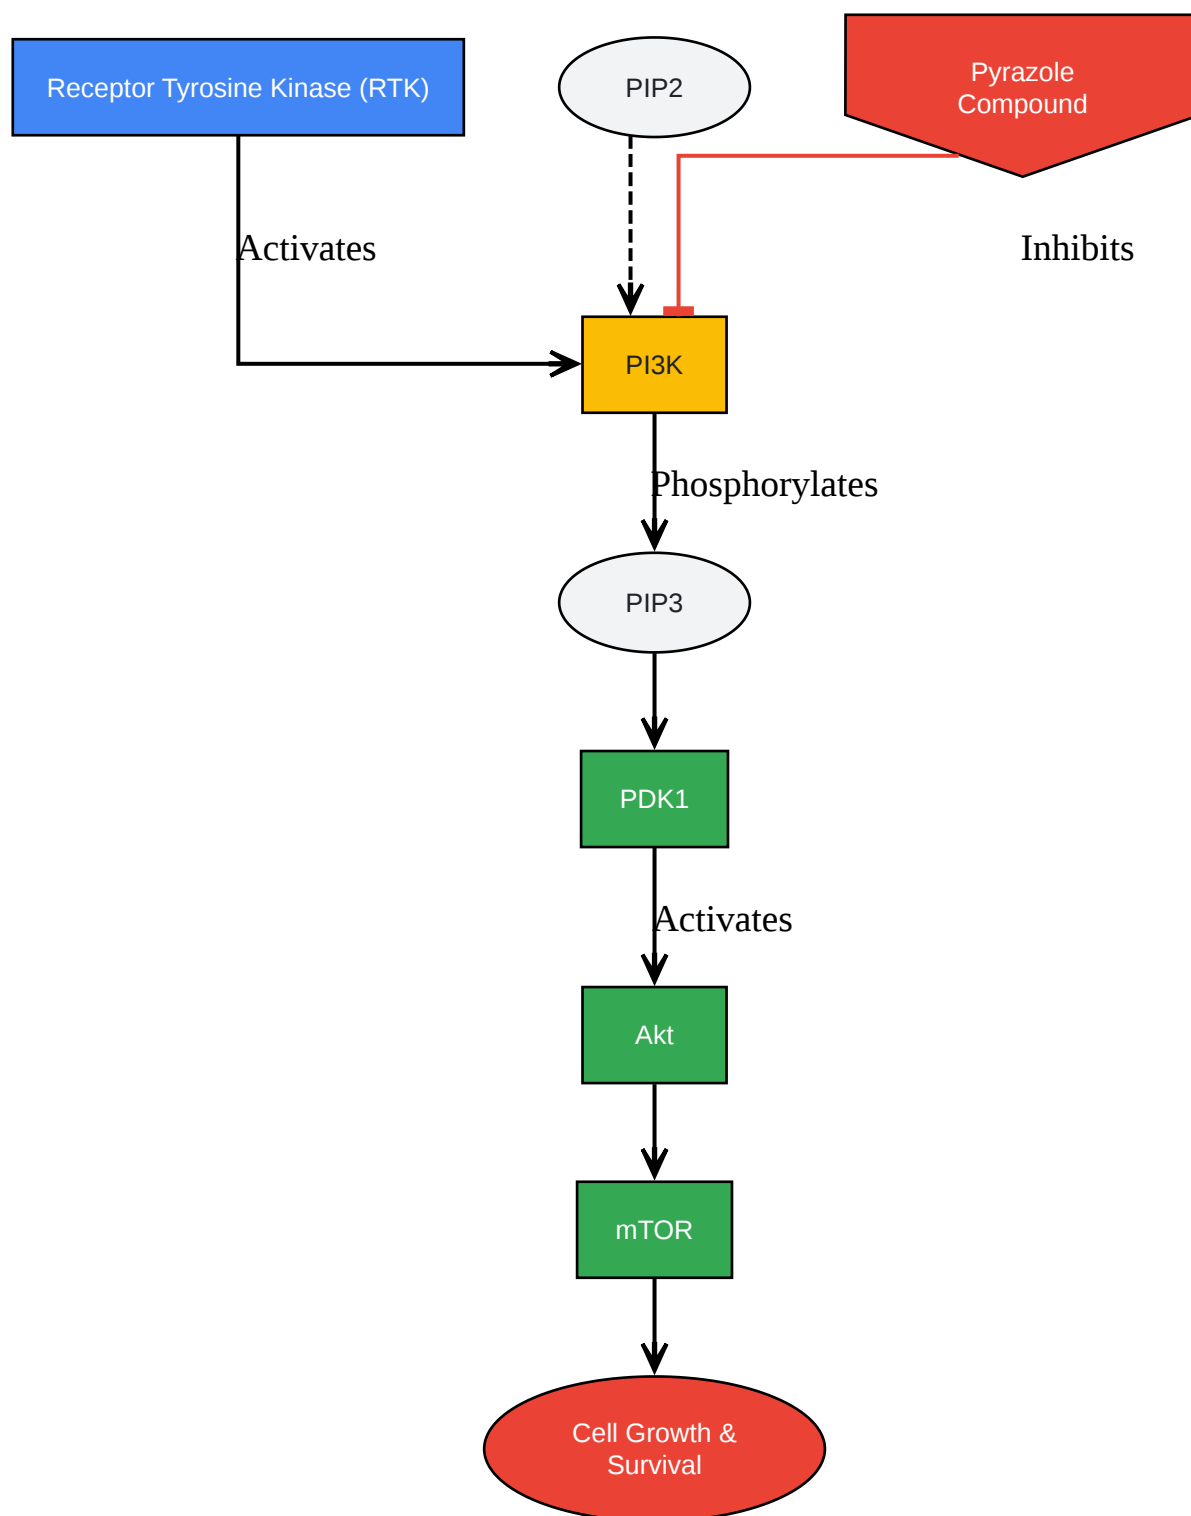 Receptor Tyrosine Kinase (RTK)
PIP2
Pyrazole
Compound
Activates
Inhibits
PI3K
Phosphorylates
PIP3
PDK1
Activates
Akt
mTOR
Cell Growth &
Survival